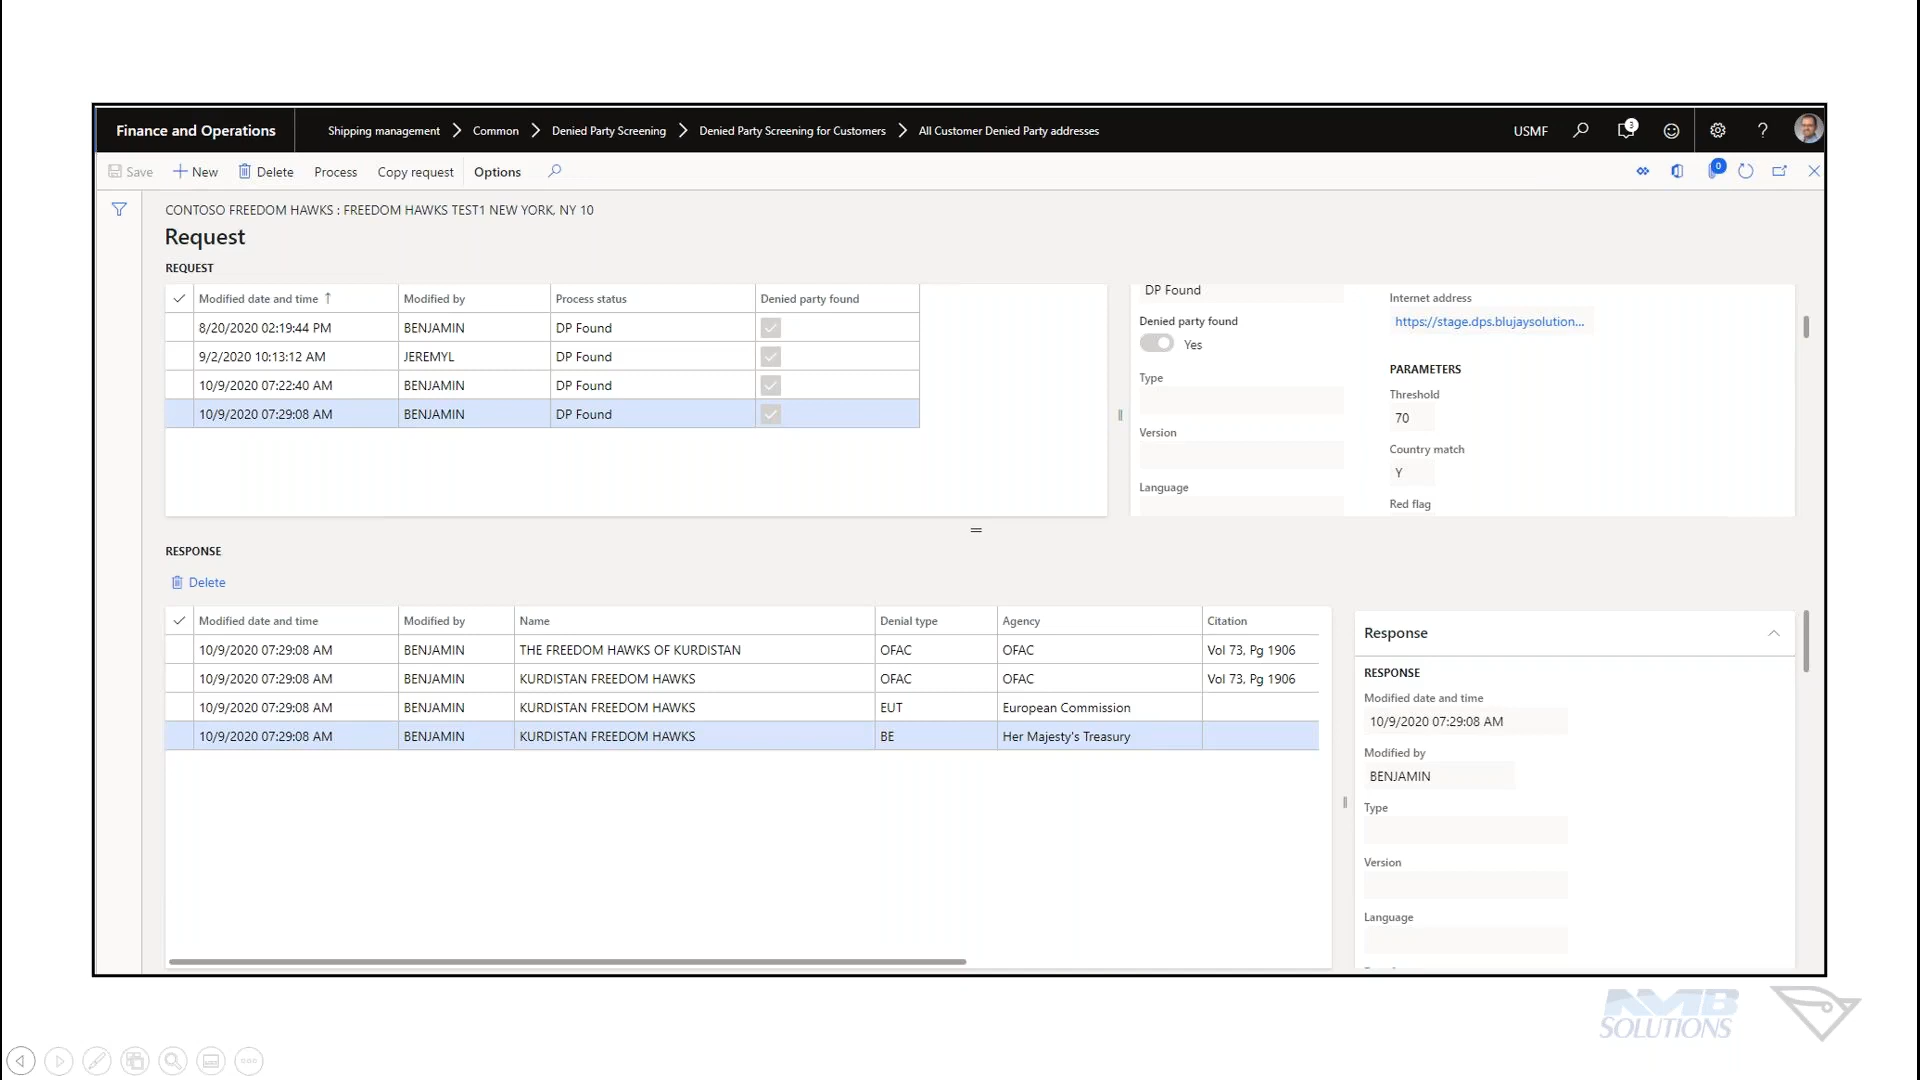 Finance and Operations
Shipping management
Common
Denied Party Screening
Denied Party Screening for Customers
All Customer Denied Party addresses
USMF
3
Save
New
Delete
Process
Copy request
Options
0
CONTOSO FREEDOM HAWKS : FREEDOM HAWKS TEST1 NEW YORK, NY 10
Request
REQUEST
Modified date and time Modified by Process status Denied party found
8/20/2020 02:19:44 PM BENJAMIN DP Found
9/2/2020 10:13:12 AM JEREMYL DP Found
10/9/2020 07:22:40 AM BENJAMIN DP Found
10/9/2020 07:29:08 AM BENJAMIN DP Found
DP Found
Denied party found
Yes
Type
Version
Language
Internet address
https://stage.dps.blujaysolution...
PARAMETERS
Threshold
70
Country match
Y
Red flag
RESPONSE
Delete
Modified date and time Modified by Name Denial type Agency Citation
10/9/2020 07:29:08 AM BENJAMIN THE FREEDOM HAWKS OF KURDISTAN OFAC OFAC Vol 73, Pg 1906
10/9/2020 07:29:08 AM BENJAMIN KURDISTAN FREEDOM HAWKS OFAC OFAC Vol 73, Pg 1906
10/9/2020 07:29:08 AM BENJAMIN KURDISTAN FREEDOM HAWKS EUT European Commission
10/9/2020 07:29:08 AM BENJAMIN KURDISTAN FREEDOM HAWKS BE Her Majesty's Treasury
Response
RESPONSE
Modified date and time
10/9/2020 07:29:08 AM
Modified by
BENJAMIN
Type
Version
Language
NMB
SOLUTIONS